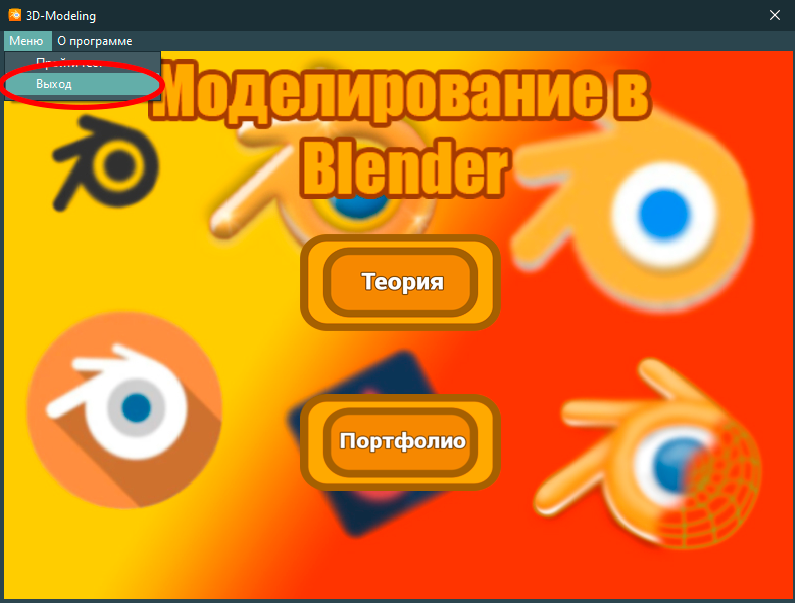 3D-Modeling
Меню О программе
Выход
Моделирование в
Blender
Теория
Портфолио